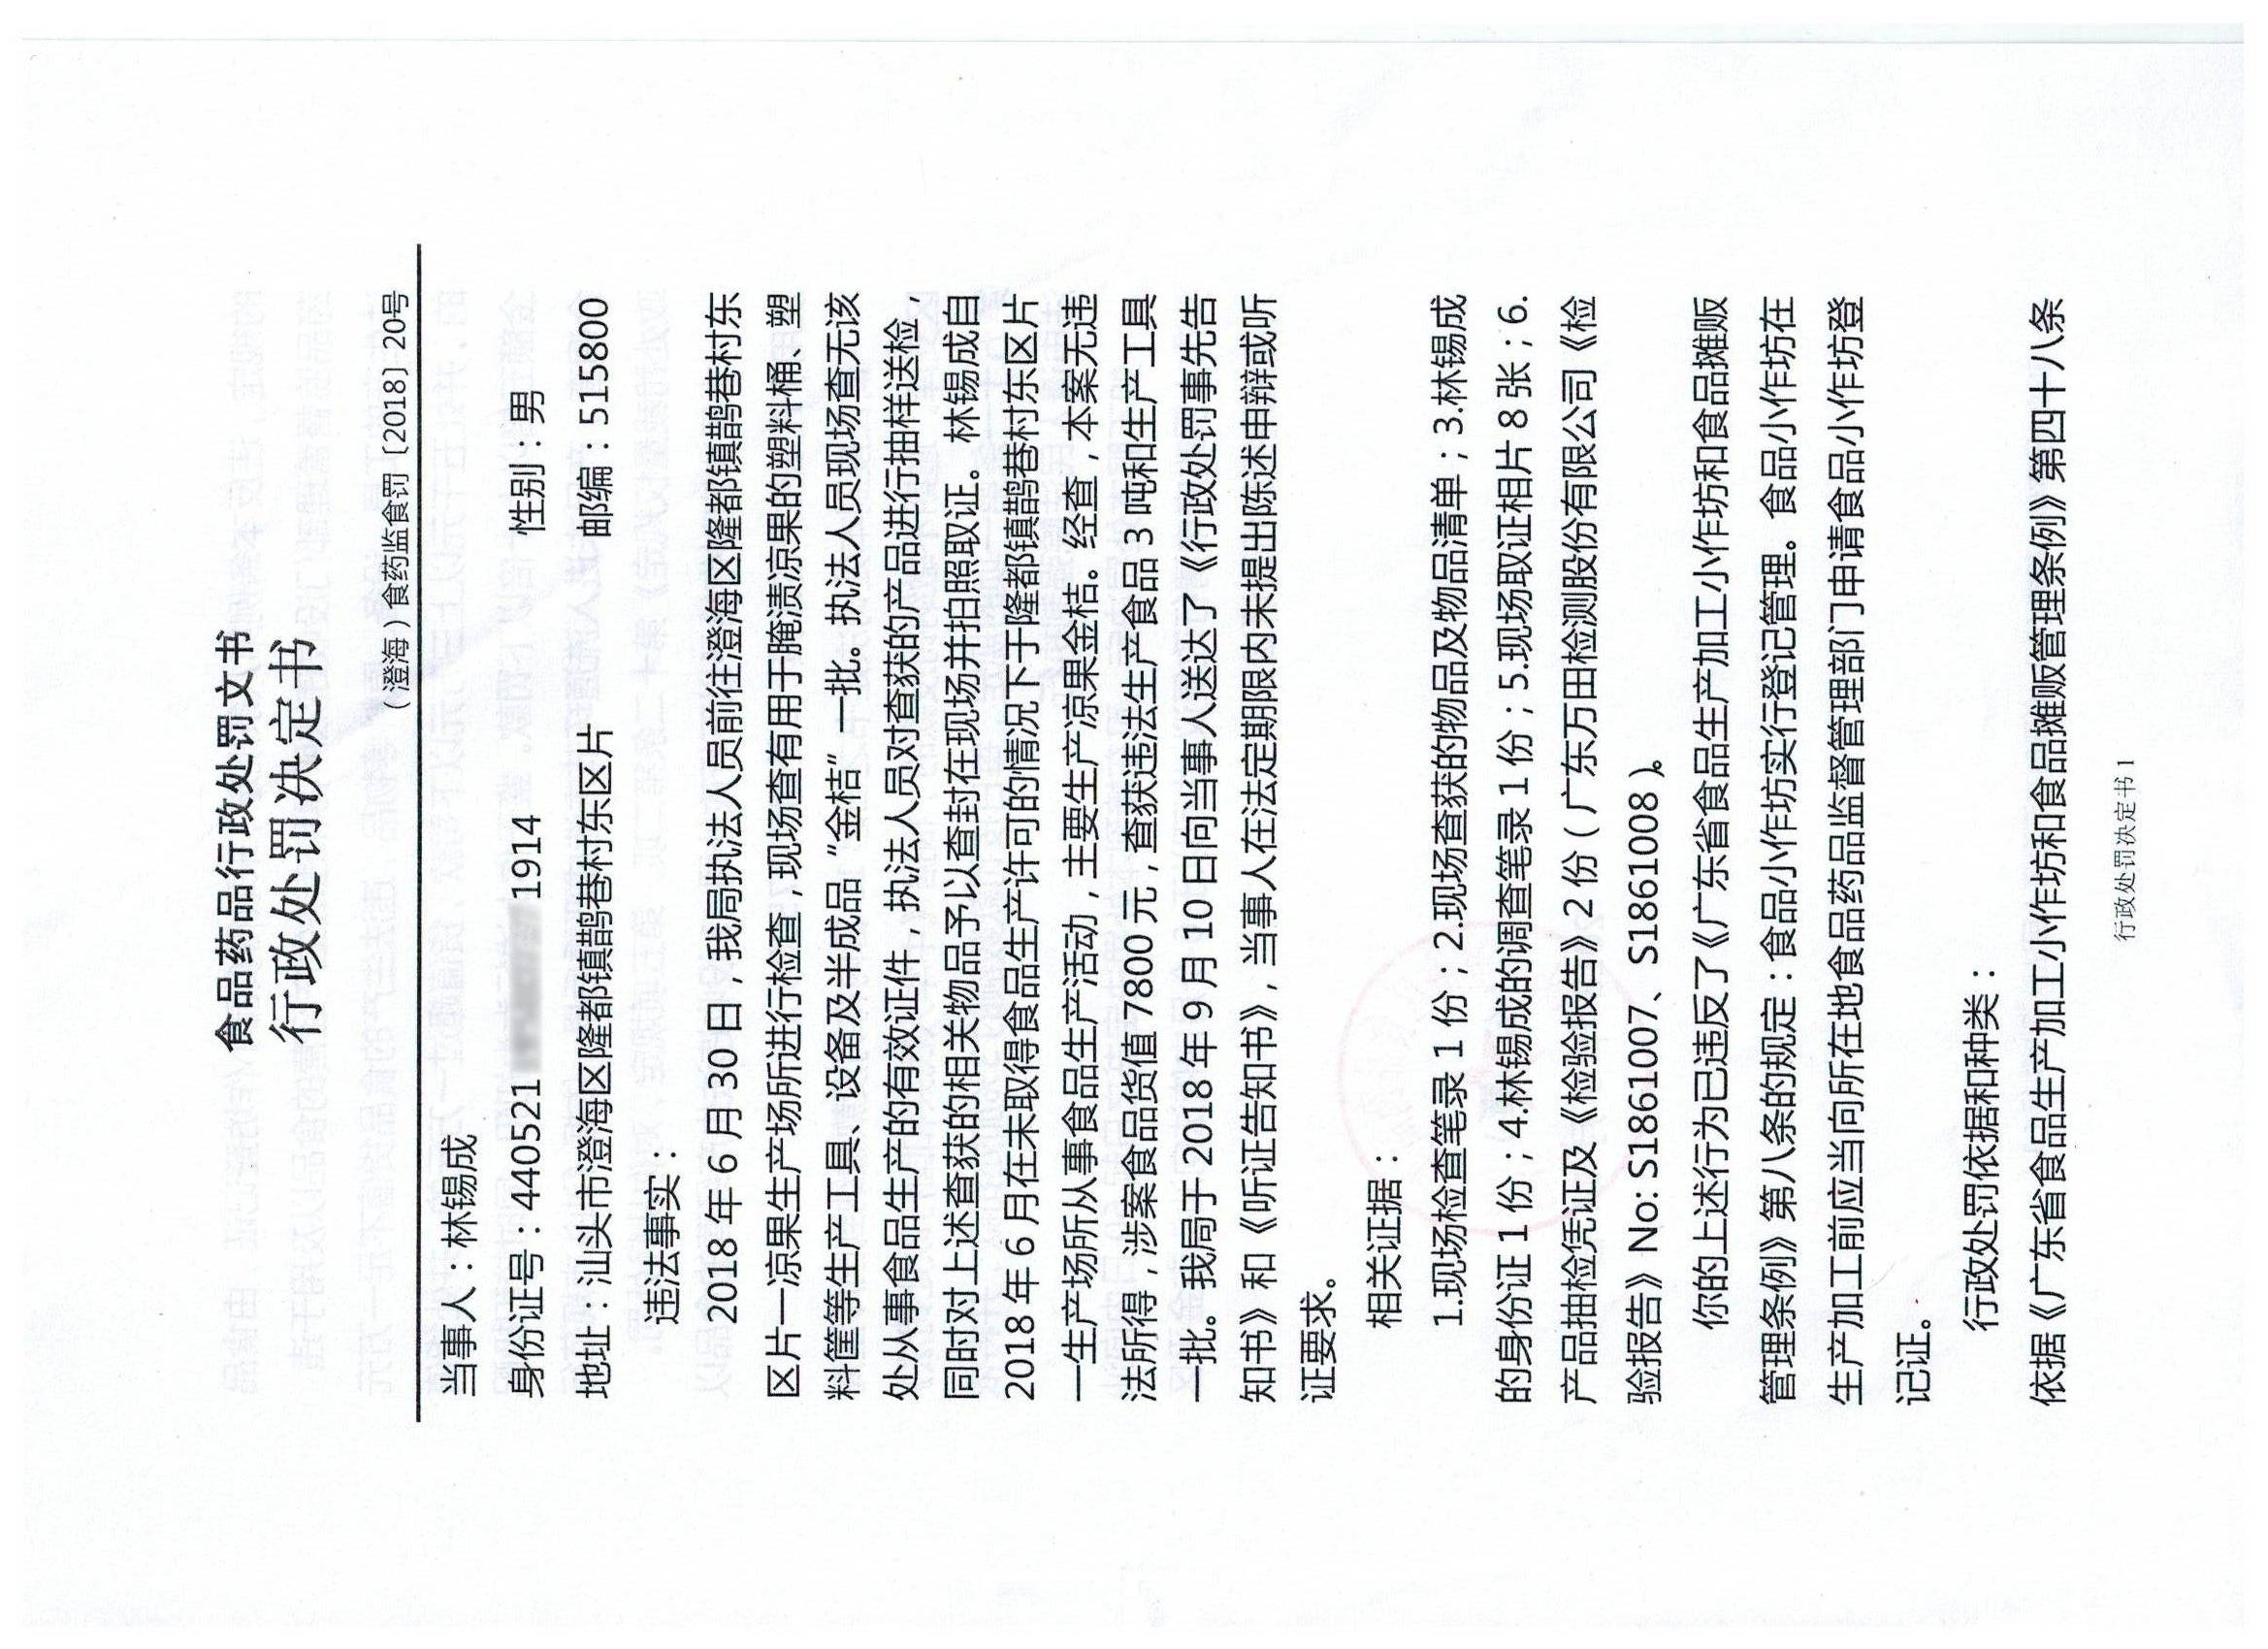 食品药品行政处罚文书
行政处罚决定书
（澄海）食药监食罚〔2018〕20号
当事人：林锡成
身份证号：440521 1914 性别：男
地址：汕头市澄海区隆都镇鹊巷村东区片 邮编：515800
违法事实：
2018 年 6 月 30 日，我局执法人员前往澄海区隆都镇鹊巷村东
区片一凉果生产场所进行检查，现场查有用于腌渍凉果的塑料桶、塑
料筐等生产工具、设备及半成品“金桔”一批。执法人员现场查无该
处从事食品生产的有效证件，执法人员对查获的产品进行抽样送检，
同时对上述查获的相关物品予以查封在现场并拍照取证。林锡成自
2018 年 6 月在未取得食品生产许可的情况下于隆都镇鹊巷村东区片
一生产场所从事食品生产活动，主要生产凉果金桔。经查，本案无违
法所得，涉案食品货值 7800 元，查获违法生产食品 3 吨和生产工具
一批。我局于 2018 年 9 月 10 日向当事人送达了《行政处罚事先告
知书》和《听证告知书》，当事人在法定期限内未提出陈述申辩或听
证要求。
相关证据：
1.现场检查笔录 1 份；2.现场查获的物品及物品清单；3.林锡成
的身份证 1 份；4.林锡成的调查笔录 1 份；5.现场取证相片 8 张；6.
产品抽检凭证及《检验报告》2 份（广东万田检测股份有限公司《检
验报告》No: S1861007、S1861008）。
你的上述行为已违反了《广东省食品生产加工小作坊和食品摊贩
管理条例》第八条的规定：食品小作坊实行登记管理。食品小作坊在
生产加工前应当向所在地食品药品监督管理部门申请食品小作坊登
记证。
行政处罚依据和种类：
依据《广东省食品生产加工小作坊和食品摊贩管理条例》第四十八条
行政处罚决定书 1